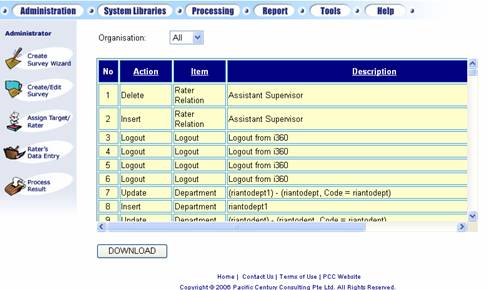 Administration System Libraries Processing Report Tools Help
Administrator
Create
Survey Wizard
Create/Edit
Survey
Assign Target/
Rater
Rater's
Data Entry
Process
Result
Organisation: All
No Action Item Description
1 Delete Rater Relation Assistant Supervisor
2 Insert Rater Relation Assistant Supervisor
3 Logout Logout Logout from i360
4 Logout Logout Logout from i360
5 Logout Logout Logout from i360
6 Logout Logout Logout from i360
7 Update Department (riantodept1) - (riantodept, Code = riantodept)
8 Insert Department riantodept1
9 Update Department (riantodept) - (riantodept, Code = riantodept)
DOWNLOAD
Home | Contact Us | Terms of Use | PCC Website
Copyright © 2006 Pacific Century Consulting Pte Ltd. All Rights Reserved.